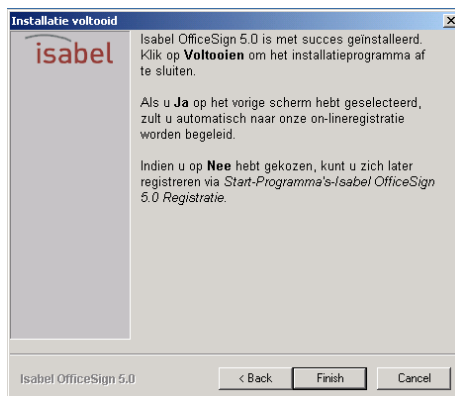 Installatie voltooid
isabel
Isabel OfficeSign 5.0 is met succes geïnstalleerd.
Klik op Voltooien om het installatieprogramma af
te sluiten.
Als u Ja op het vorige scherm hebt geselecteerd,
zult u automatisch naar onze on-lineregistratie
worden begeleid.
Indien u op Nee hebt gekozen, kunt u zich later
registreren via Start-Programma's-Isabel OfficeSign
5.0 Registratie.
Isabel OfficeSign 5.0
< Back
Finish
Cancel